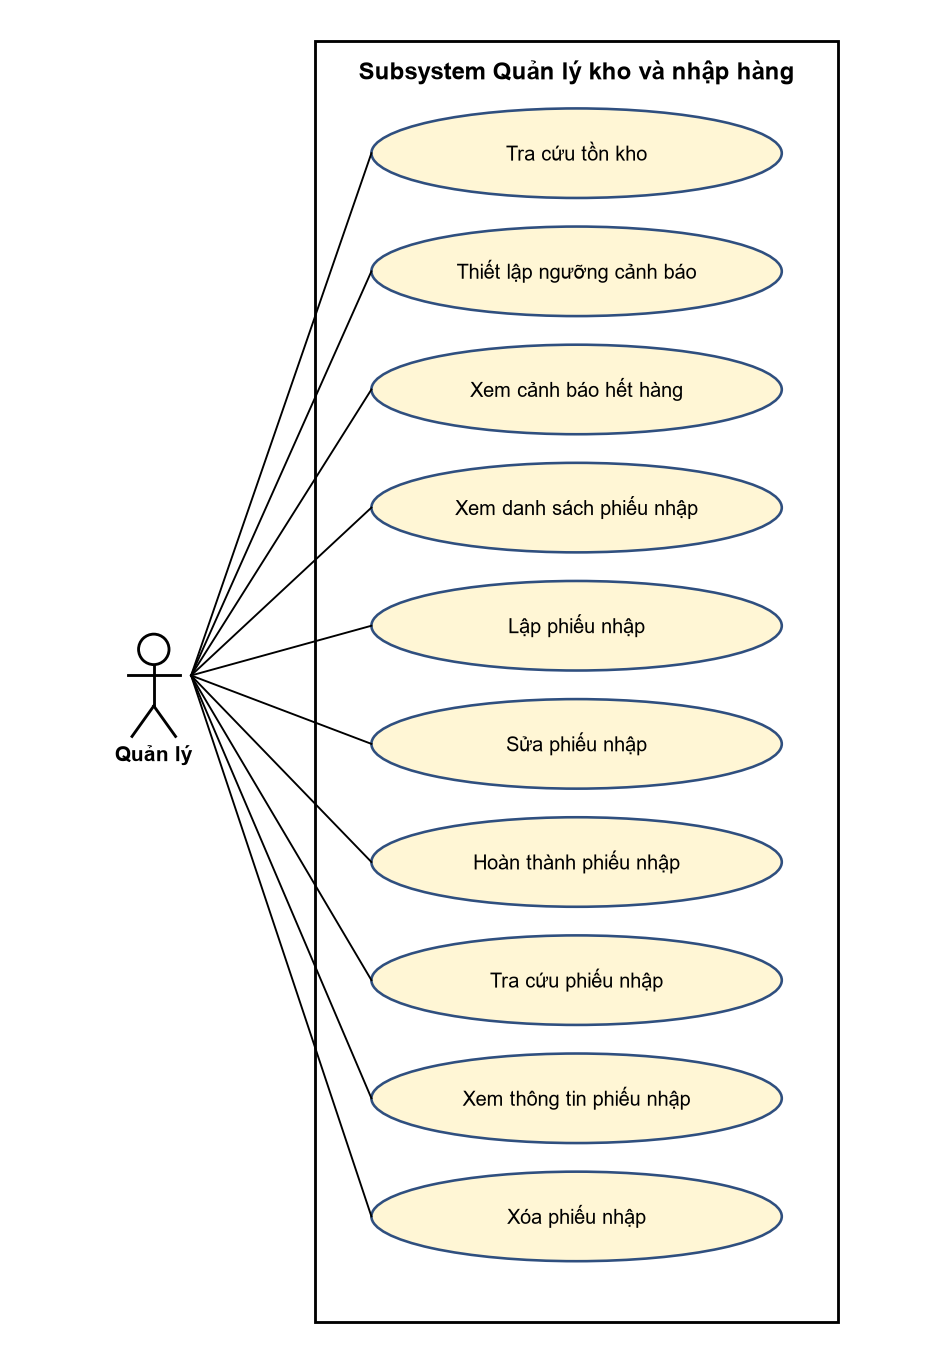 Subsystem Quản lý kho và nhập hàng
Tra cứu tồn kho
Thiết lập ngưỡng cảnh báo
Xem cảnh báo hết hàng
Xem danh sách phiếu nhập
Lập phiếu nhập
Sửa phiếu nhập
Quản lý
Hoàn thành phiếu nhập
Tra cứu phiếu nhập
Xem thông tin phiếu nhập
Xóa phiếu nhập